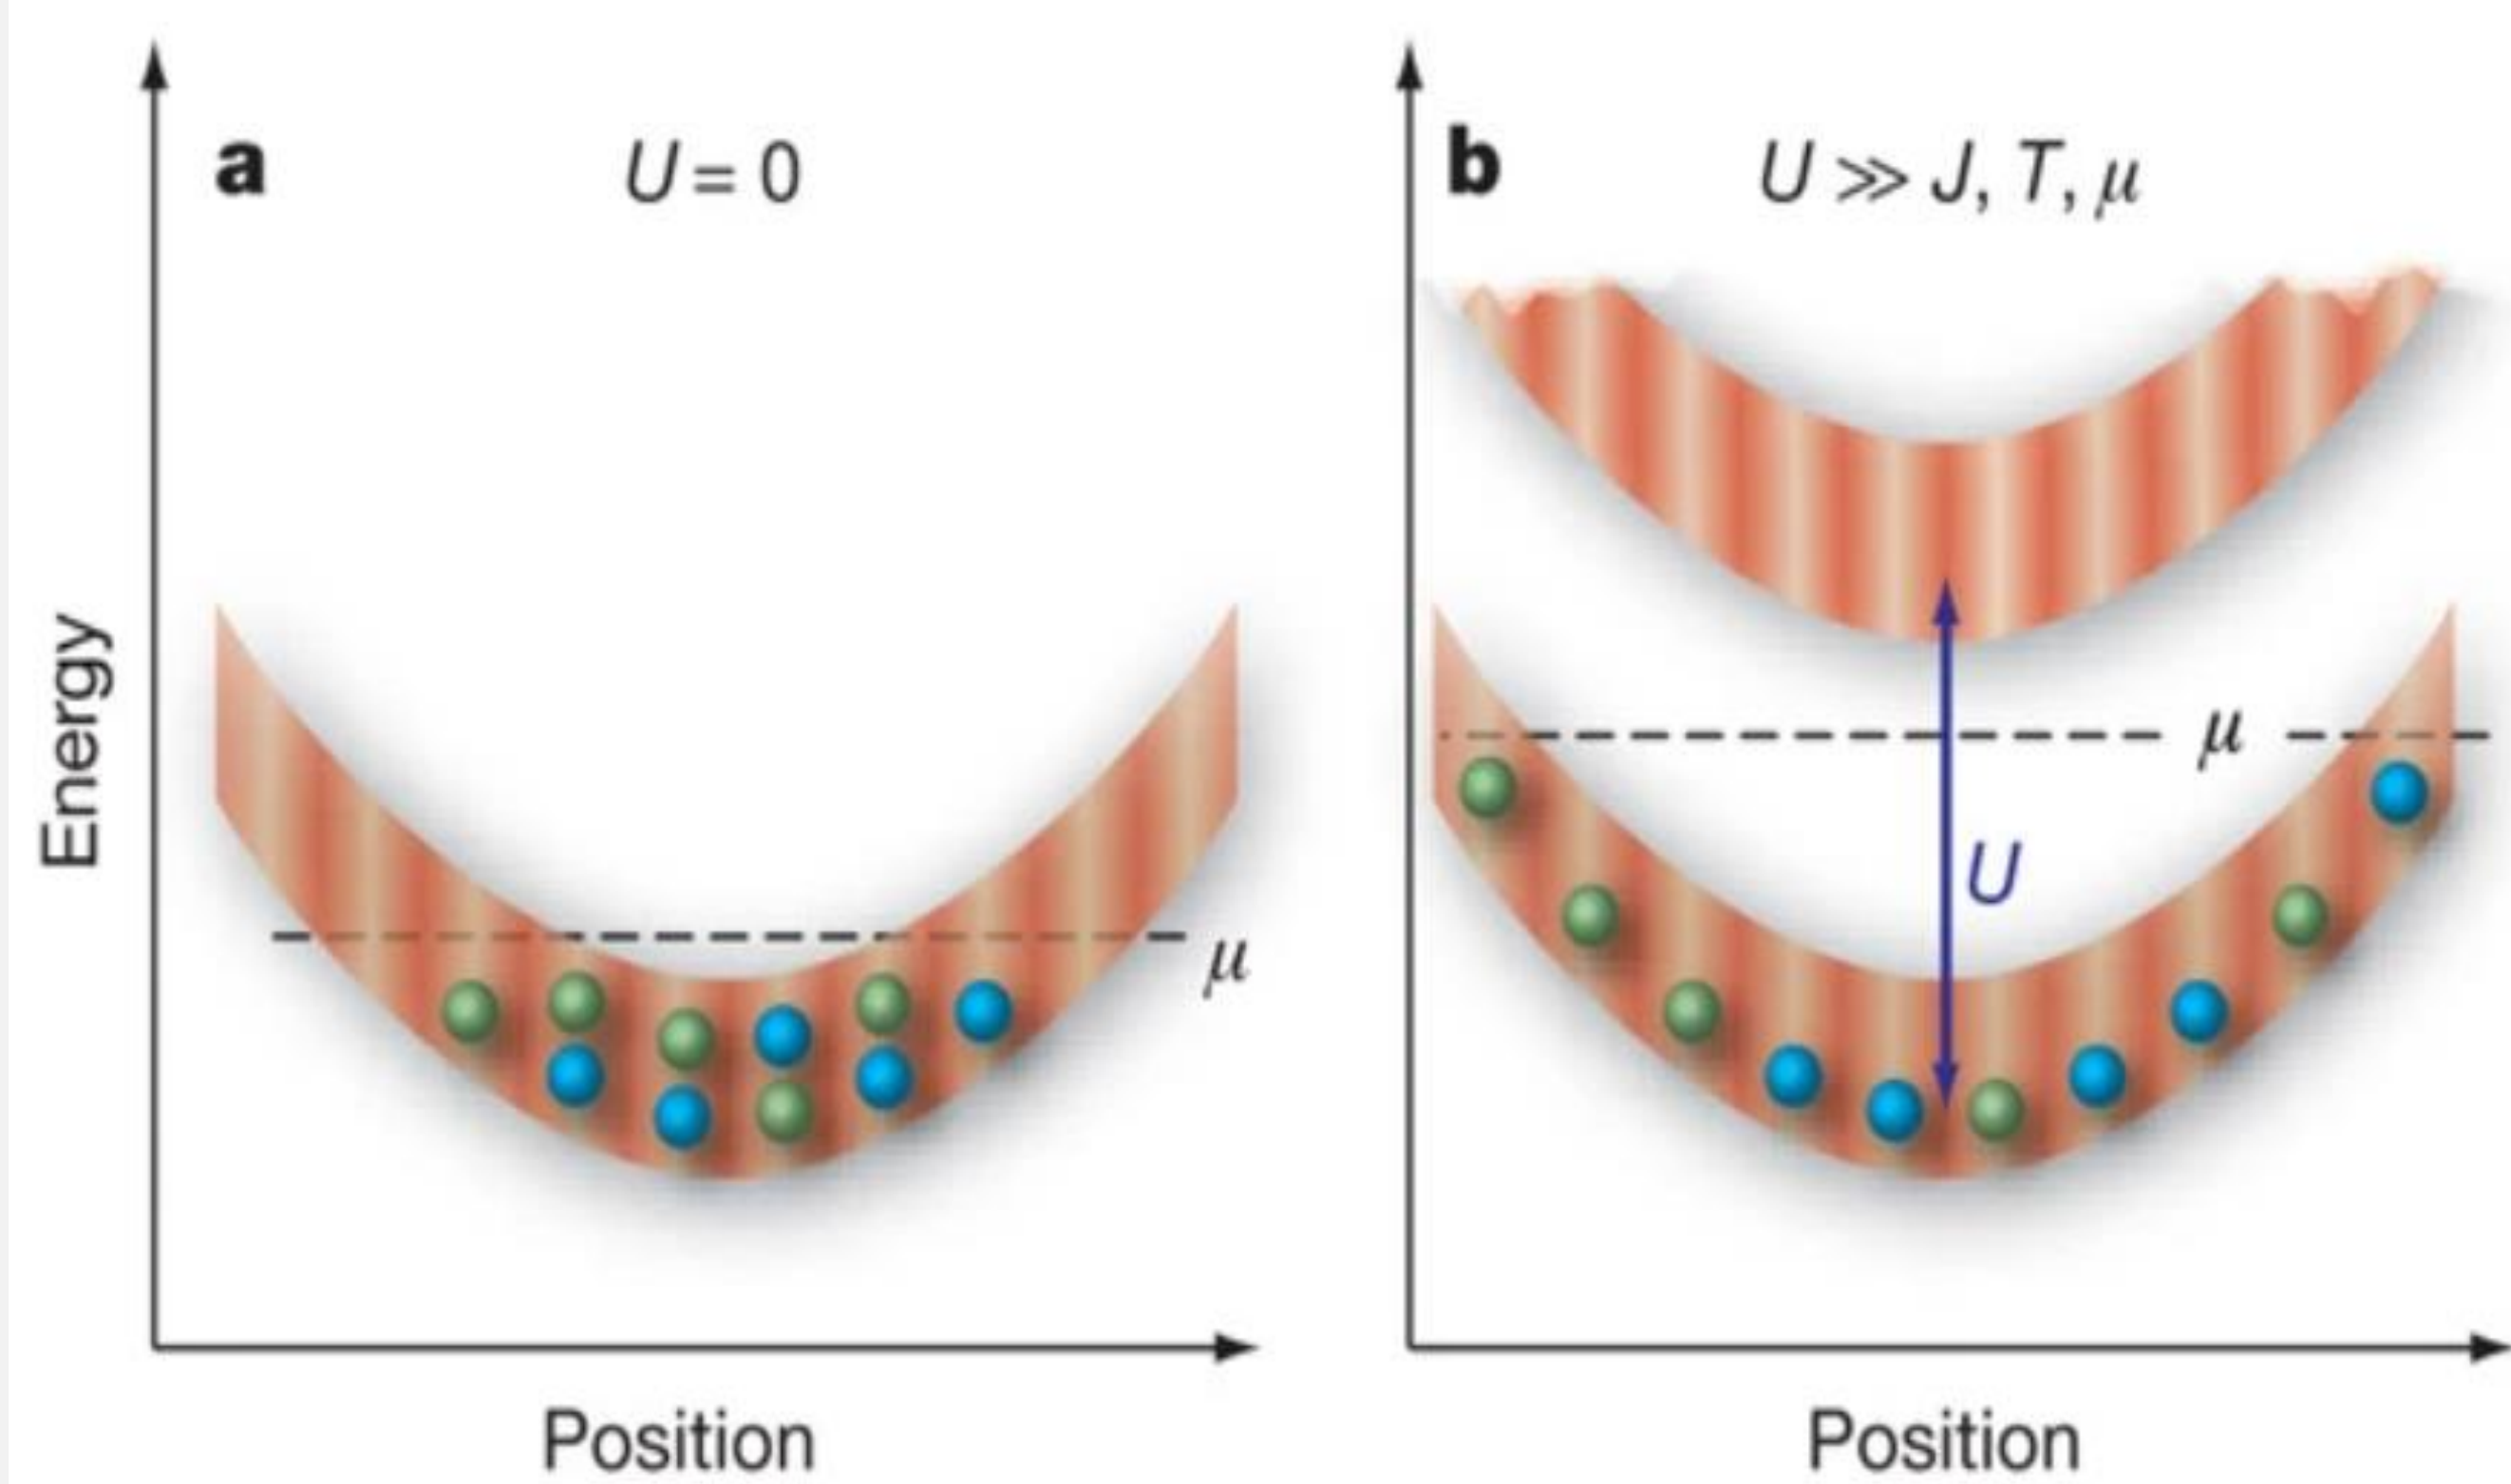 a
U = 0
Energy
μ
Position
b
U ≫ J, T, μ
μ
U
Position